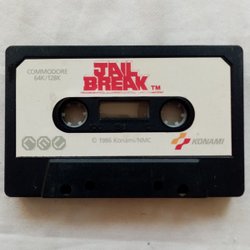 COMMODORE
64K/128K
JAIL
BREAK TM
© 1986 Konami/NMC
KONAMI